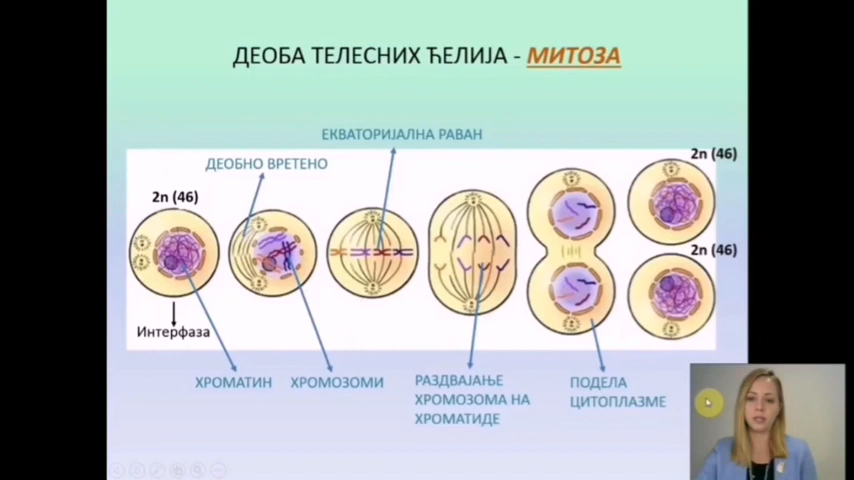 ДЕОБА ТЕЛЕСНИХ ЋЕЛИЈА - МИТОЗА
ЕКВАТОРИЈАЛНА РАВАН
ДЕОБНО ВРЕТЕНО
2n (46)
2n (46)
2n (46)
Интерфаза
ХРОМАТИН
ХРОМОЗОМИ
РАЗДВАЈАЊЕ
ХРОМОЗОМА НА
ХРОМАТИДЕ
ПОДЕЛА
ЦИТОПЛАЗМЕ